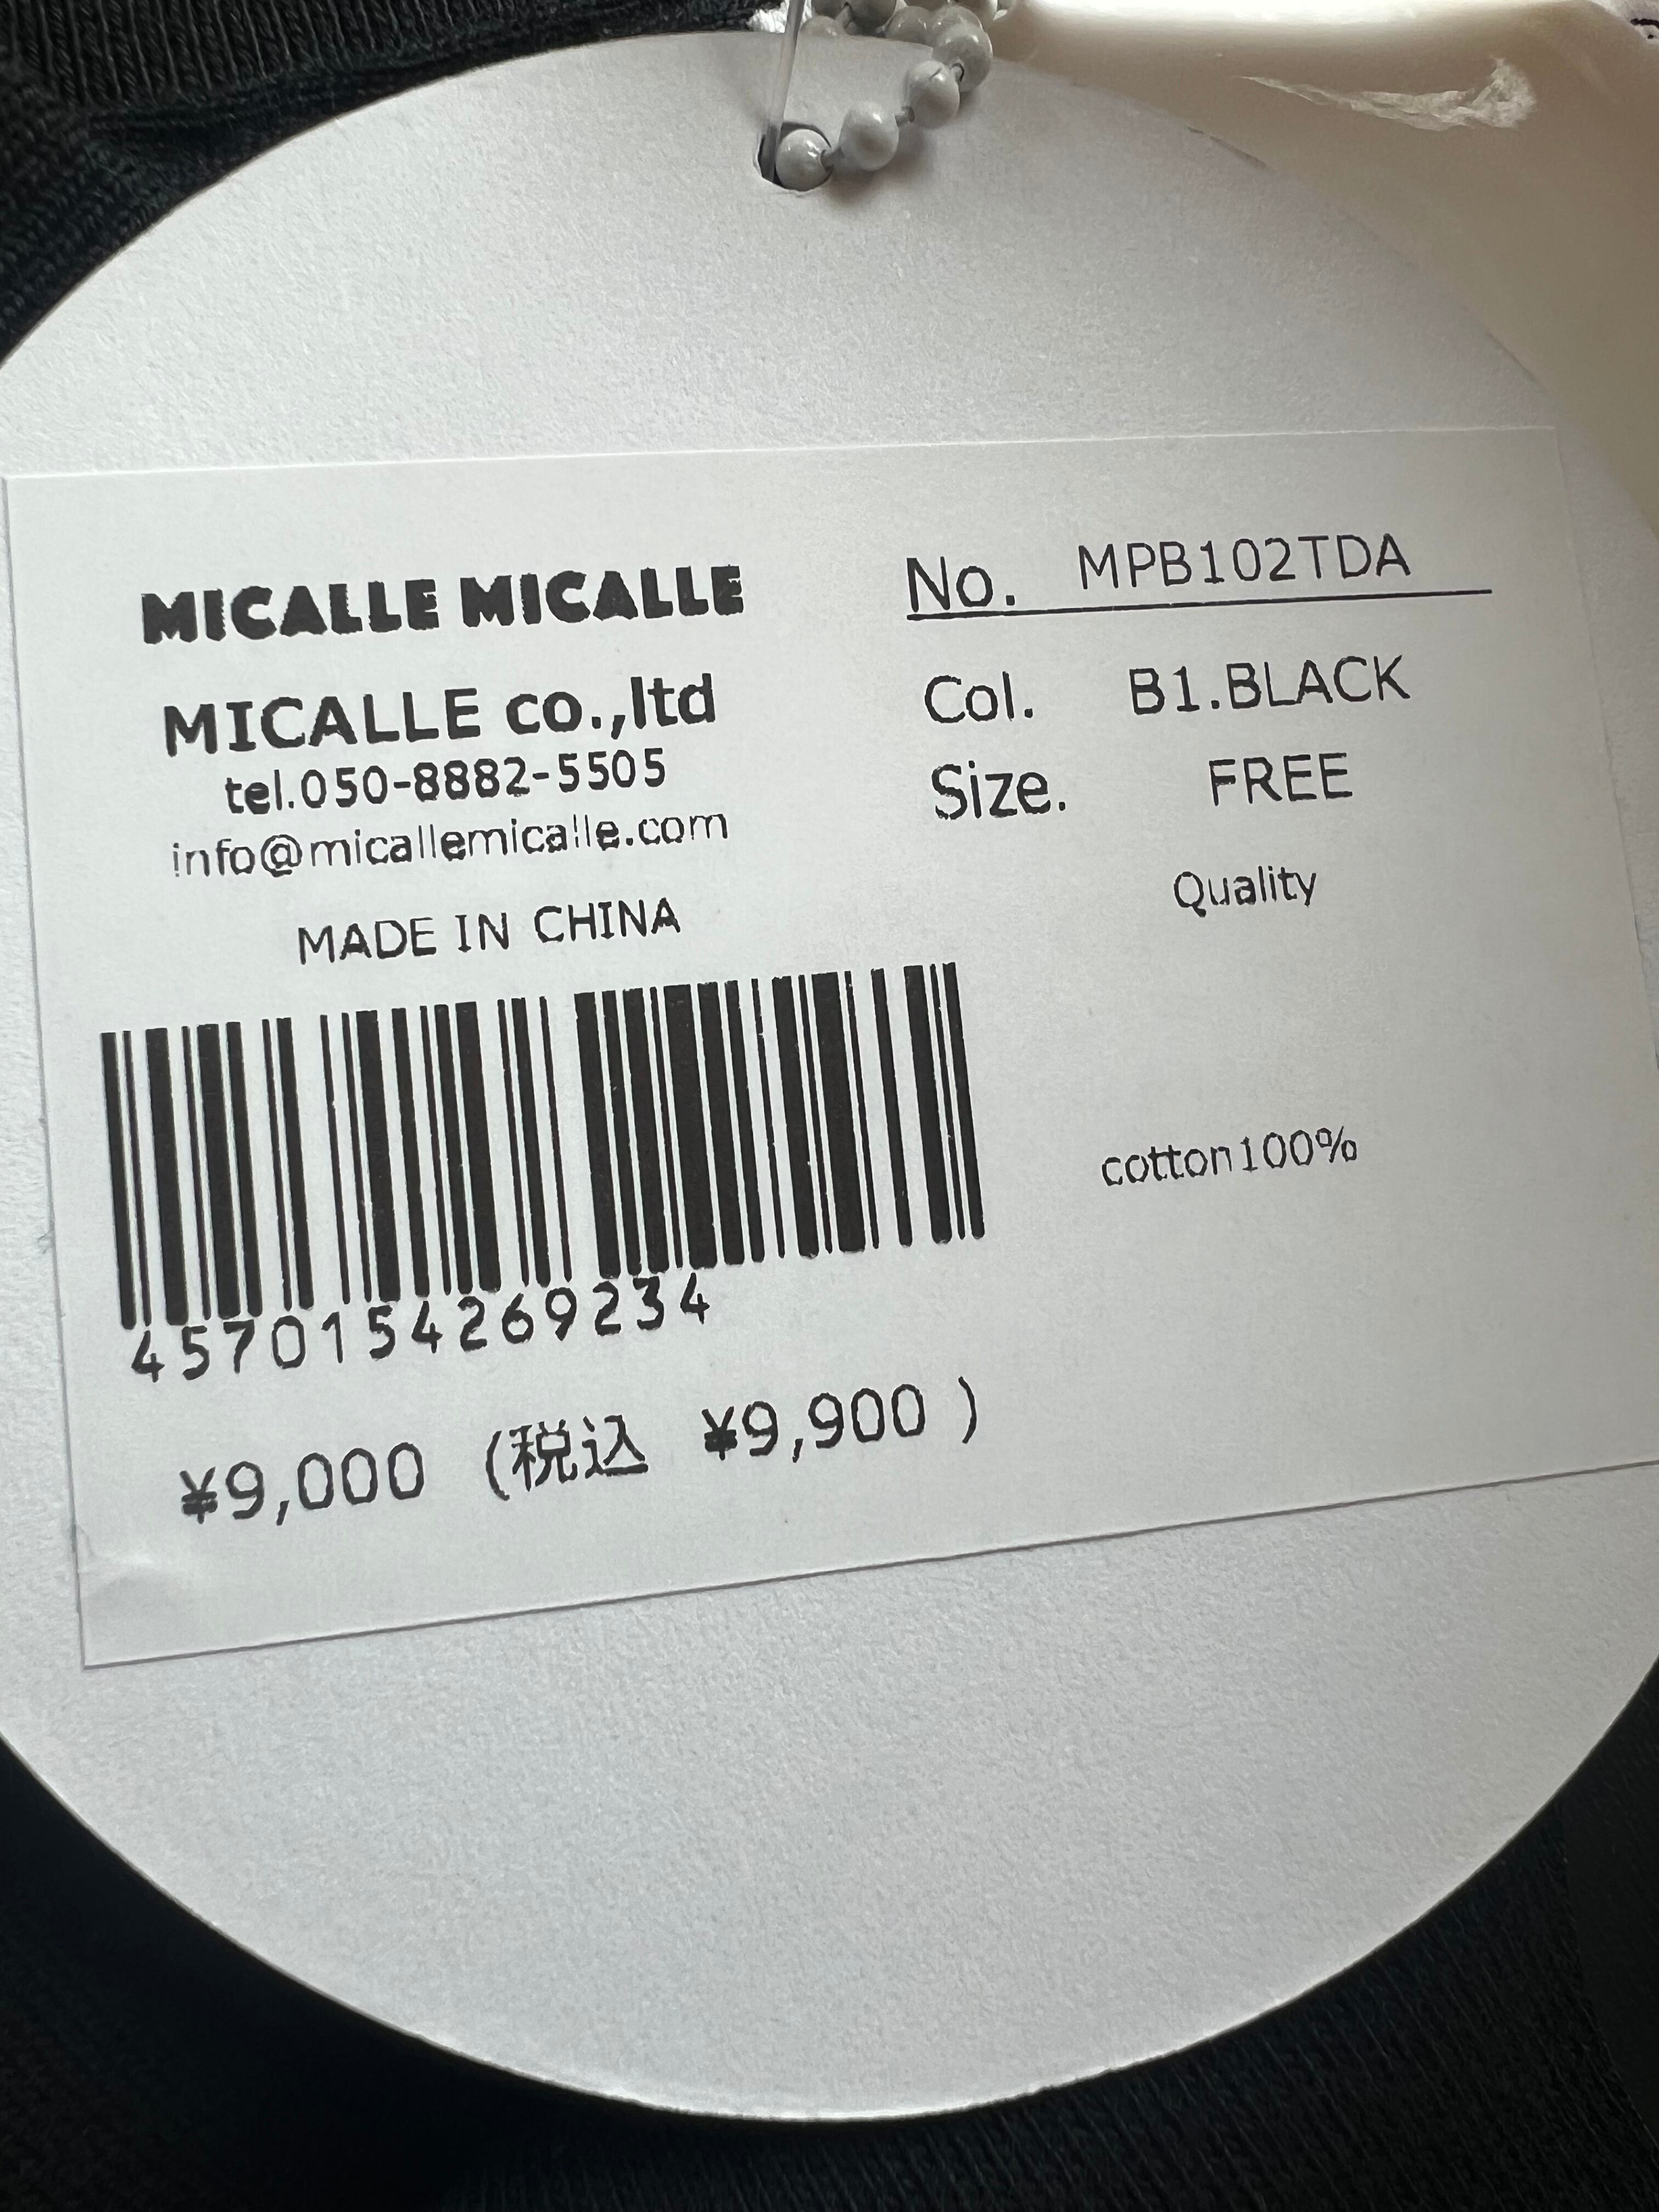 MICALLE MICALLE
MICALLE co.,ltd
tel.050-8882-5505
info@micallemicalle.com
MADE IN CHINA
4570154269234
¥9,000 (税込 ¥9,900 )
No. MPB102TDA
Col. B1.BLACK
Size. FREE
Quality
cotton100%